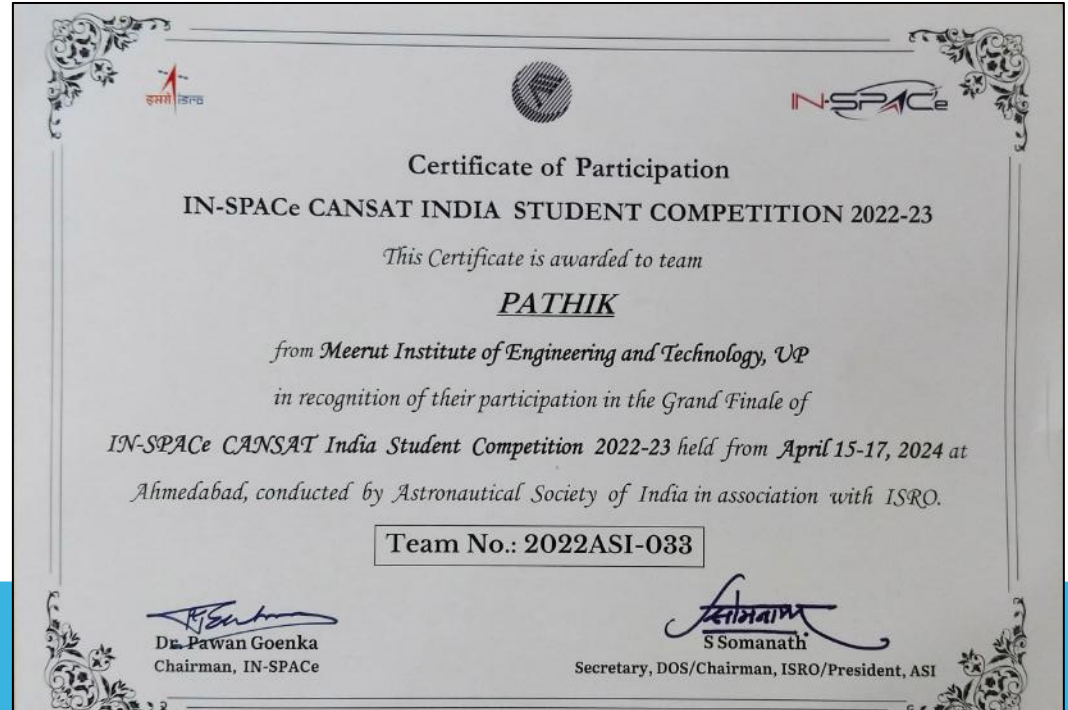 इसरो isro
IN-SPACe
Certificate of Participation
IN-SPACe CANSAT INDIA STUDENT COMPETITION 2022-23
This Certificate is awarded to team
PATHIK
from Meerut Institute of Engineering and Technology, UP
in recognition of their participation in the Grand Finale of
IN-SPACe CANSAT India Student Competition 2022-23 held from April 15-17, 2024 at
Ahmedabad, conducted by Astronautical Society of India in association with ISRO.
Team No.: 2022ASI-033
सोमनाथ
Dr. Pawan Goenka
S Somanath
Chairman, IN-SPACe
Secretary, DOS/Chairman, ISRO/President, ASI